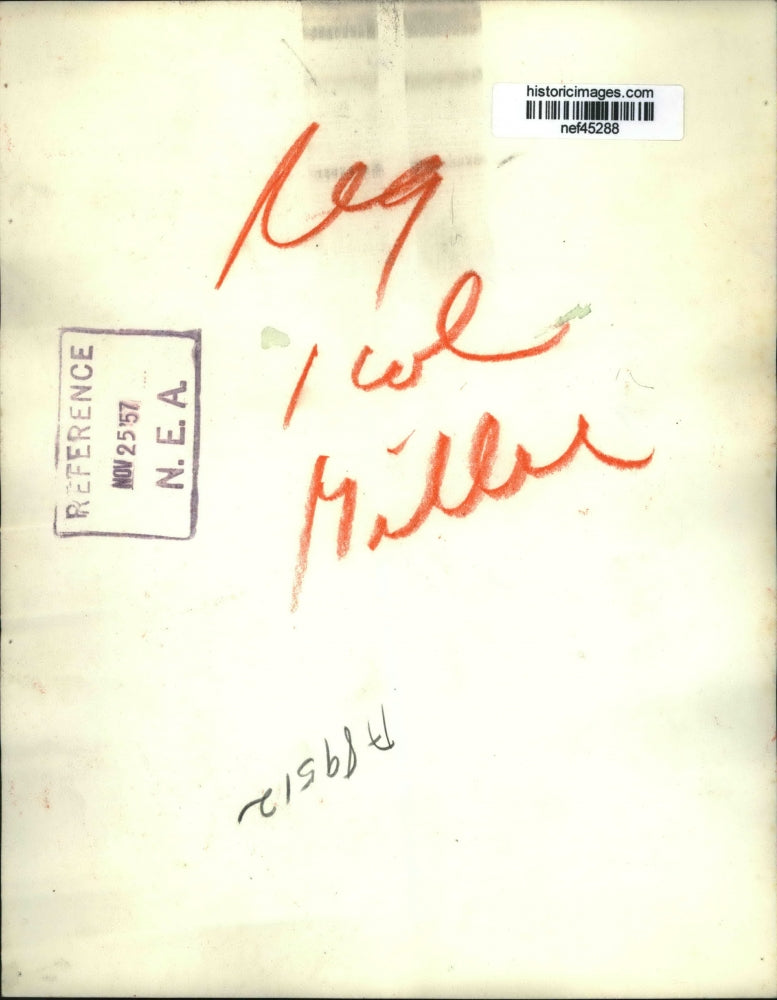 historicimages.com
nef45288
Reg
1 col
Miller
REFERENCE
NOV 25 '57
N. E. A.
A89512